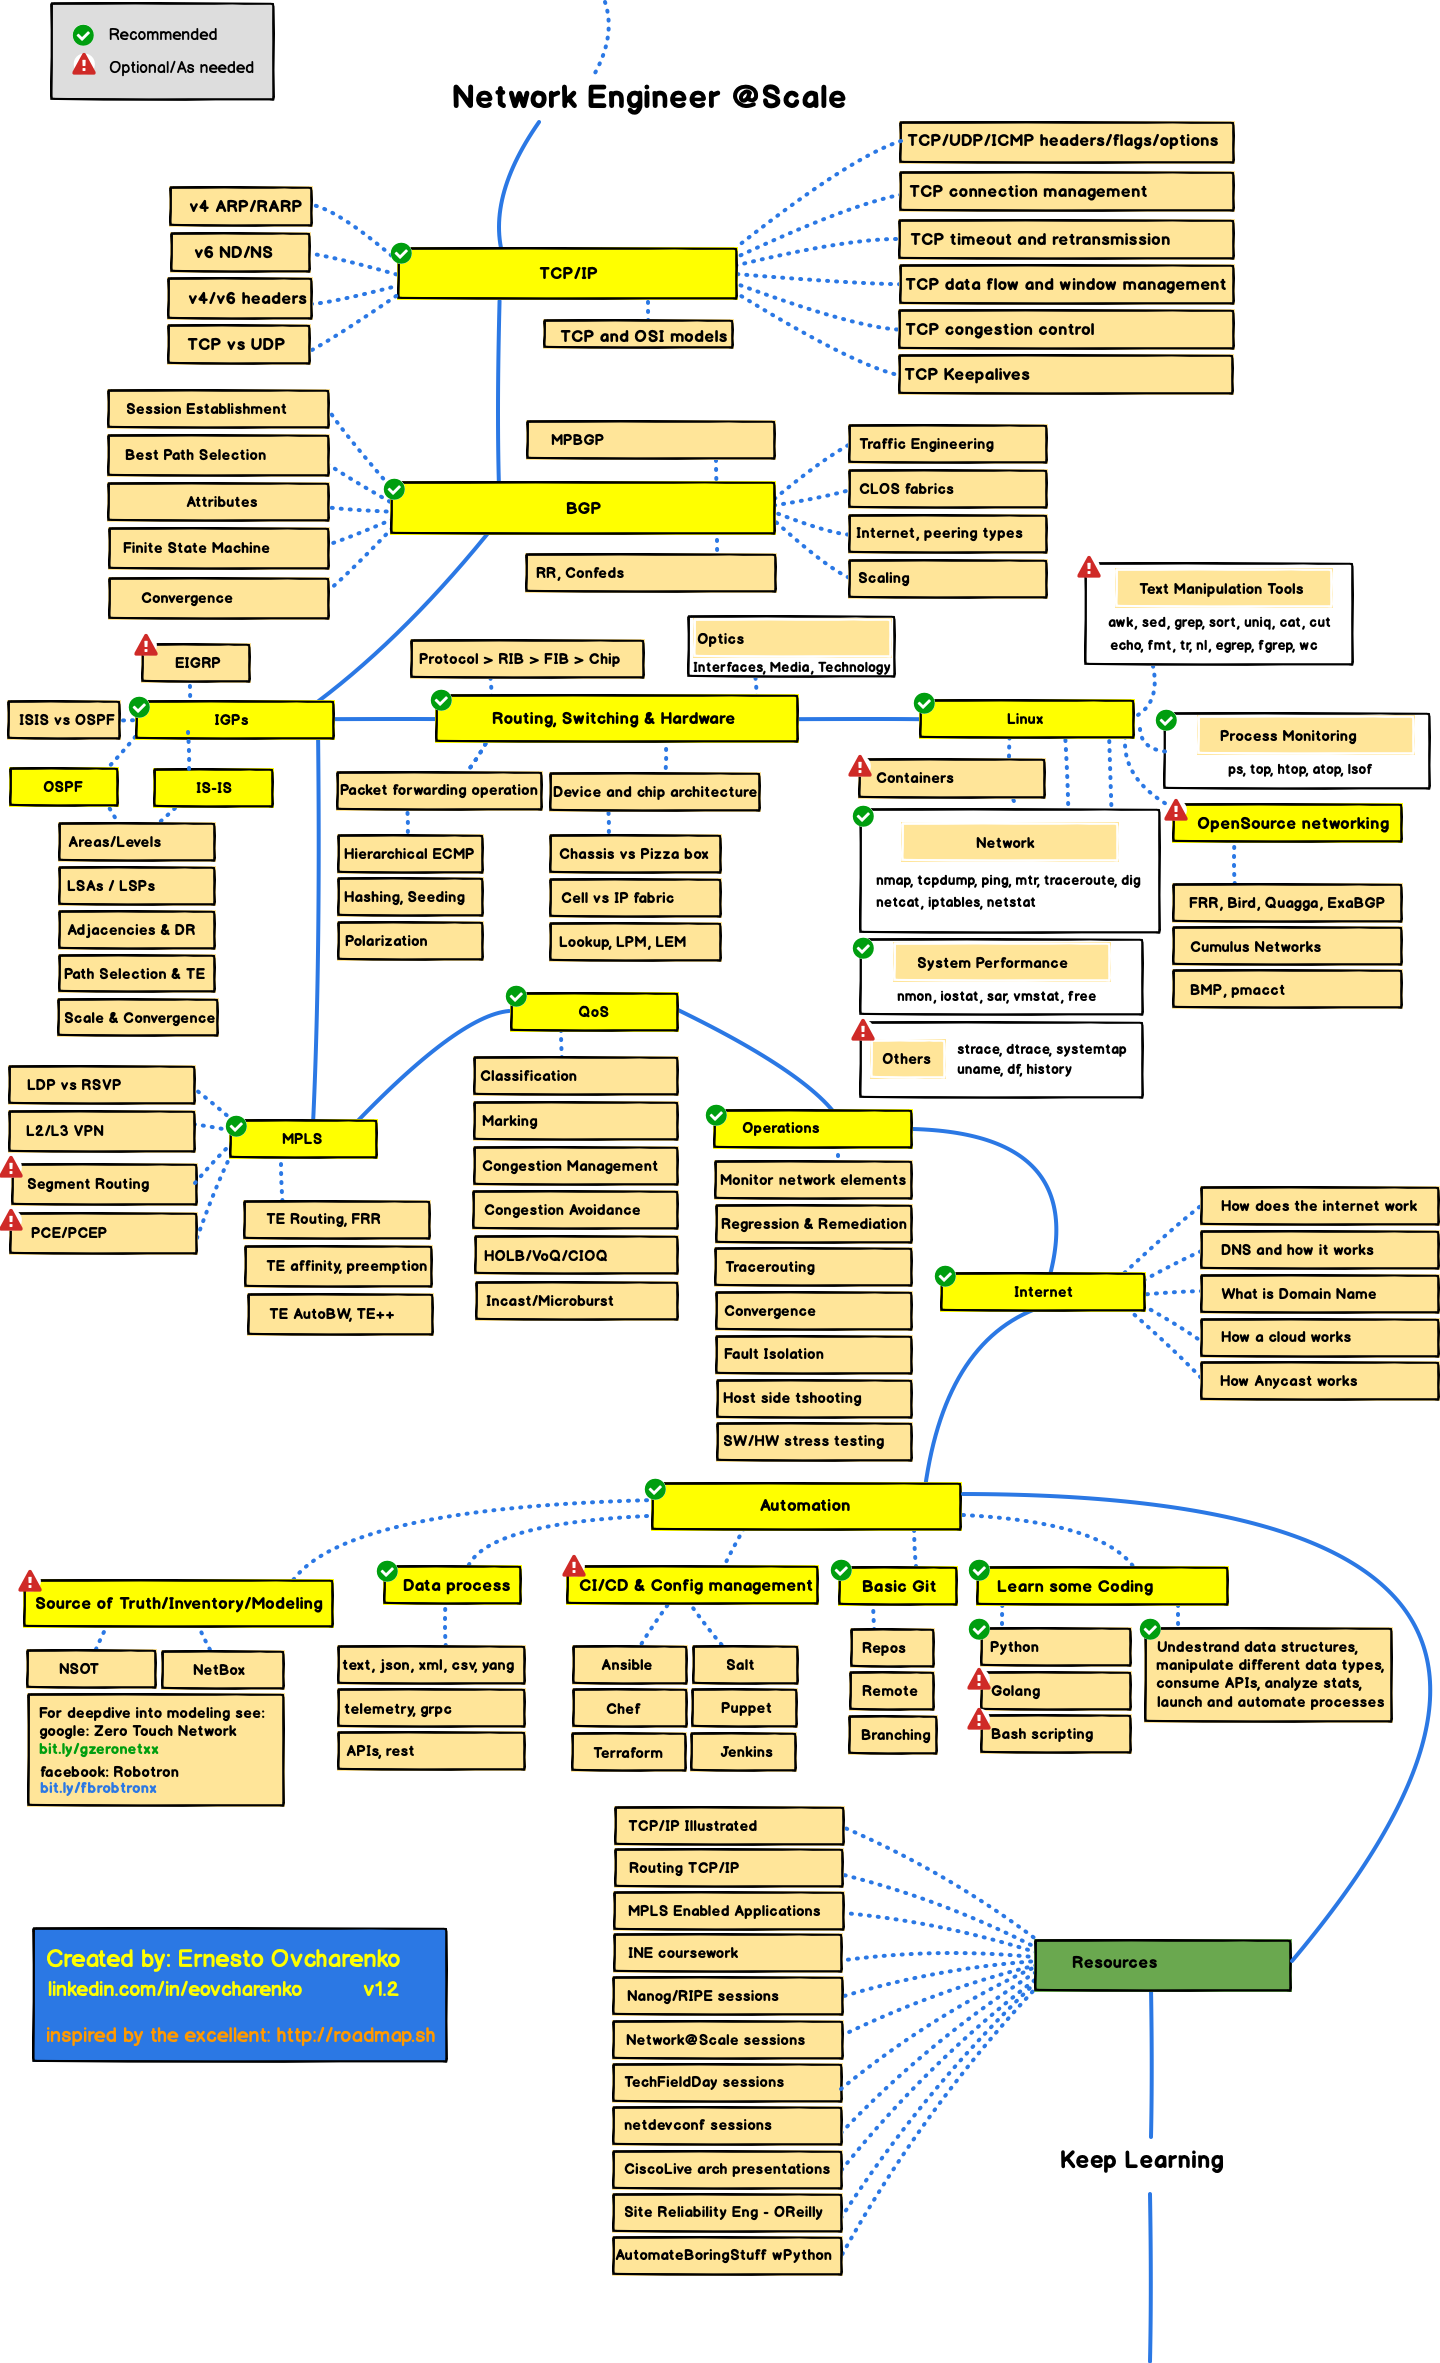 Recommended
Optional/As needed
Network Engineer @Scale
v4 ARP/RARP
v6 ND/NS
v4/v6 headers
TCP vs UDP
TCP/IP
TCP and OSI models
TCP/UDP/ICMP headers/flags/options
TCP connection management
TCP timeout and retransmission
TCP data flow and window management
TCP congestion control
TCP Keepalives
Session Establishment
Best Path Selection
Attributes
Finite State Machine
Convergence
MPBGP
BGP
RR, Confeds
Traffic Engineering
CLOS fabrics
Internet, peering types
Scaling
EIGRP
ISIS vs OSPF
IGPs
OSPF
IS-IS
Areas/Levels
LSAs / LSPs
Adjacencies & DR
Path Selection & TE
Scale & Convergence
Protocol > RIB > FIB > Chip
Optics
Interfaces, Media, Technology
Routing, Switching & Hardware
Packet forwarding operation
Hierarchical ECMP
Hashing, Seeding
Polarization
Device and chip architecture
Chassis vs Pizza box
Cell vs IP fabric
Lookup, LPM, LEM
Text Manipulation Tools
awk, sed, grep, sort, uniq, cat, cut
echo, fmt, tr, nl, egrep, fgrep, wc
Linux
Process Monitoring
ps, top, htop, atop, lsof
Containers
Network
nmap, tcpdump, ping, mtr, traceroute, dig
netcat, iptables, netstat
System Performance
nmon, iostat, sar, vmstat, free
Others
strace, dtrace, systemtap
uname, df, history
OpenSource networking
FRR, Bird, Quagga, ExaBGP
Cumulus Networks
BMP, pmacct
LDP vs RSVP
L2/L3 VPN
Segment Routing
PCE/PCEP
MPLS
TE Routing, FRR
TE affinity, preemption
TE AutoBW, TE++
QoS
Classification
Marking
Congestion Management
Congestion Avoidance
HOLB/VoQ/CIOQ
Incast/Microburst
Operations
Monitor network elements
Regression & Remediation
Tracerouting
Convergence
Fault Isolation
Host side tshooting
SW/HW stress testing
Internet
How does the internet work
DNS and how it works
What is Domain Name
How a cloud works
How Anycast works
Automation
Source of Truth/Inventory/Modeling
NSOT
NetBox
For deepdive into modeling see:
google: Zero Touch Network
bit.ly/gzeronetxx
facebook: Robotron
bit.ly/fbrobtronx
Data process
text, json, xml, csv, yang
telemetry, grpc
APIs, rest
CI/CD & Config management
Ansible
Salt
Chef
Puppet
Terraform
Jenkins
Basic Git
Repos
Remote
Branching
Learn some Coding
Python
Golang
Bash scripting
Undestrand data structures,
manipulate different data types,
consume APIs, analyze stats,
launch and automate processes
TCP/IP Illustrated
Routing TCP/IP
MPLS Enabled Applications
INE coursework
Nanog/RIPE sessions
Network@Scale sessions
TechFieldDay sessions
netdevconf sessions
CiscoLive arch presentations
Site Reliability Eng - OReilly
AutomateBoringStuff wPython
Resources
Created by: Ernesto Ovcharenko
linkedin.com/in/eovcharenko v1.2
inspired by the excellent: http://roadmap.sh
Keep Learning